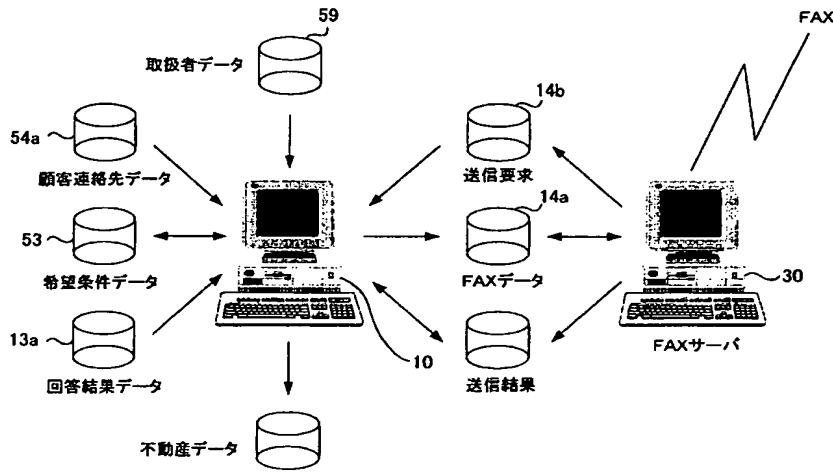 59
FAX
取扱者データ
54a
14b
顧客連絡先データ
送信要求
14a
53
希望条件データ
FAXデータ
30
13a
10
回答結果データ
送信結果
FAXサーバ
不動産データ